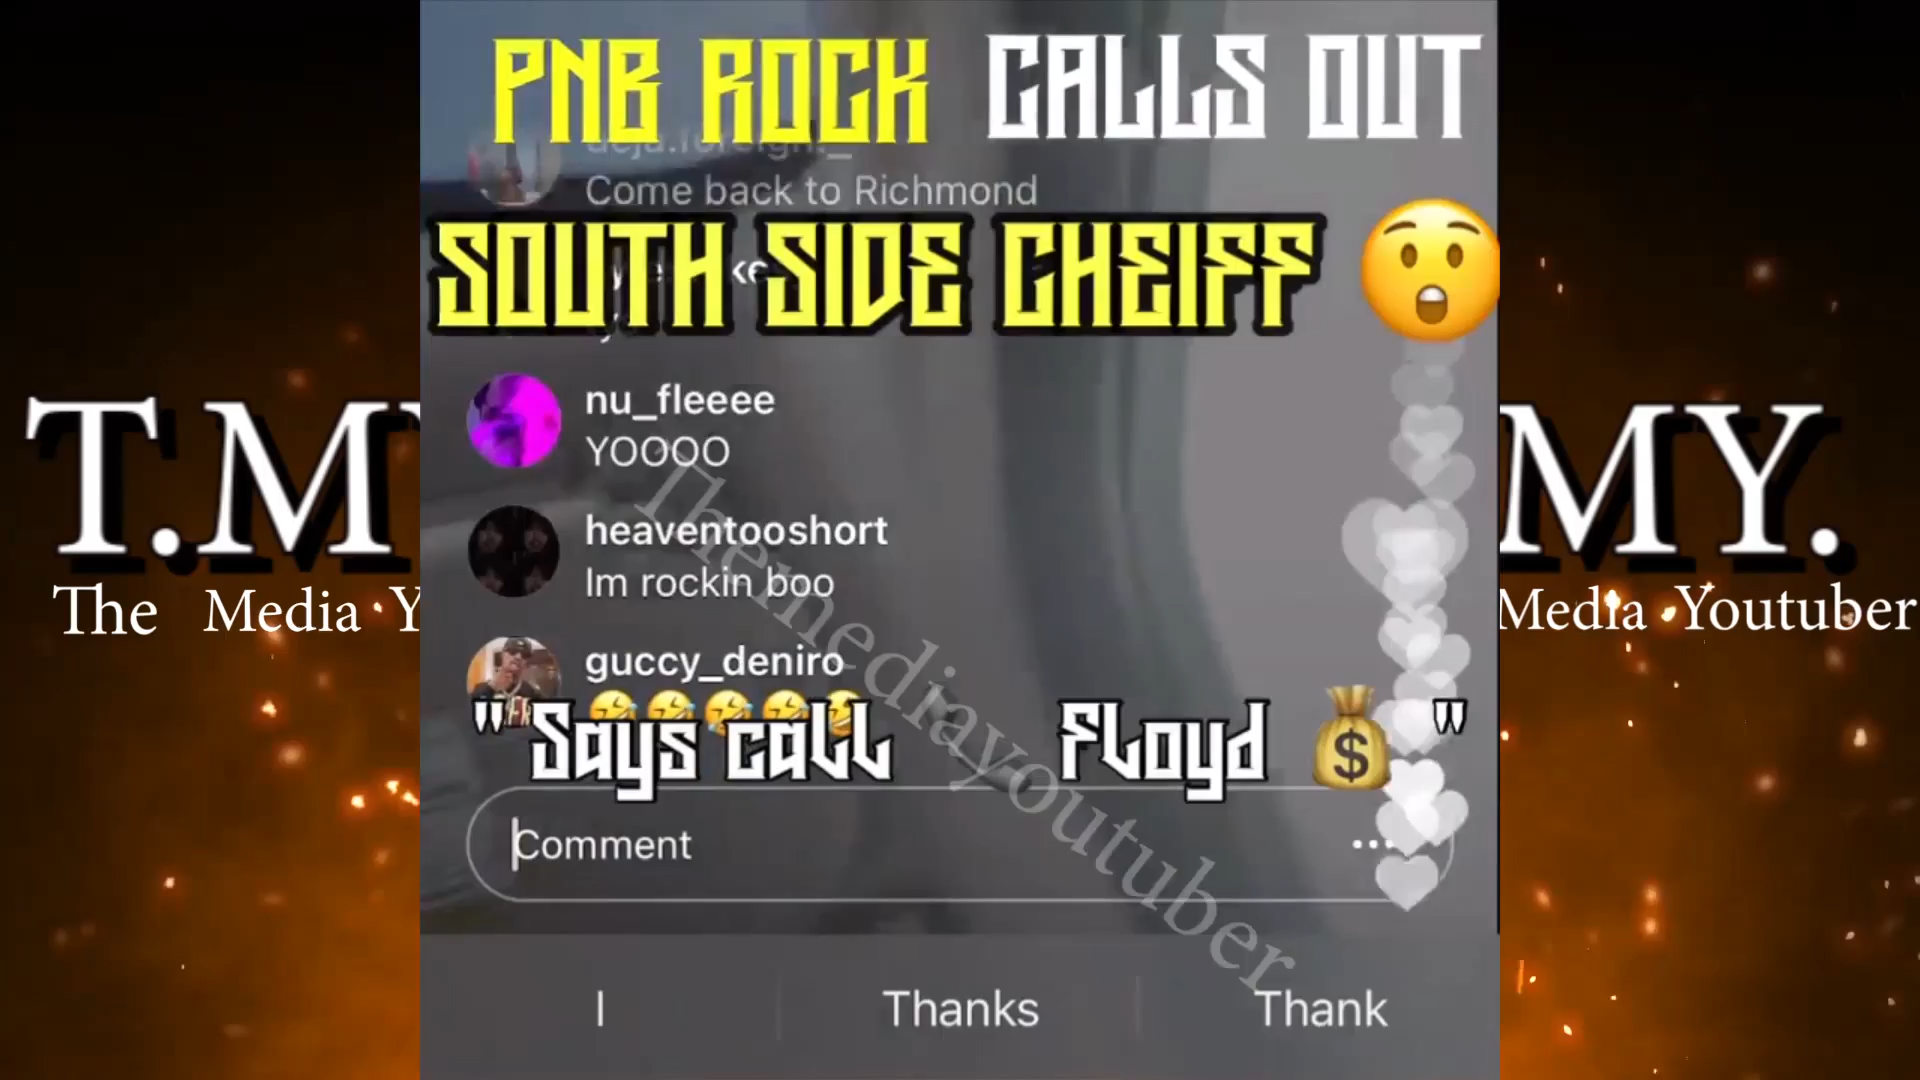 PNB ROCK CALLS OUT
Come back to Richmond
SOUTH SIDE CHEIFF 😲
nu_fleeee
YOOOO
heaventooshort
Im rockin boo
guccy_deniro
🤣🤣🤣🤣🤣
"Says call Floyd 💰"
Comment
I Thanks Thank
Themediayoutuber
T.MY
The Media Y
MY.
Media Youtuber